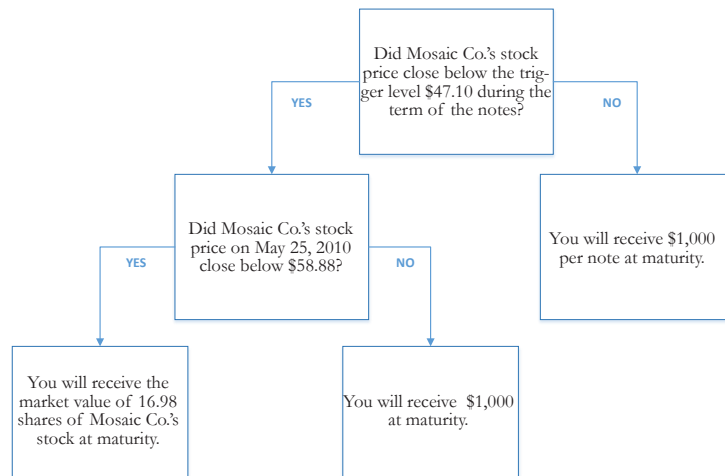 Did Mosaic Co.'s stock
price close below the trig-
ger level $47.10 during the
term of the notes?
YES
NO
Did Mosaic Co.'s stock
price on May 25, 2010
close below $58.88?
You will receive $1,000
per note at maturity.
YES
NO
You will receive the
market value of 16.98
shares of Mosaic Co.'s
stock at maturity.
You will receive $1,000
at maturity.